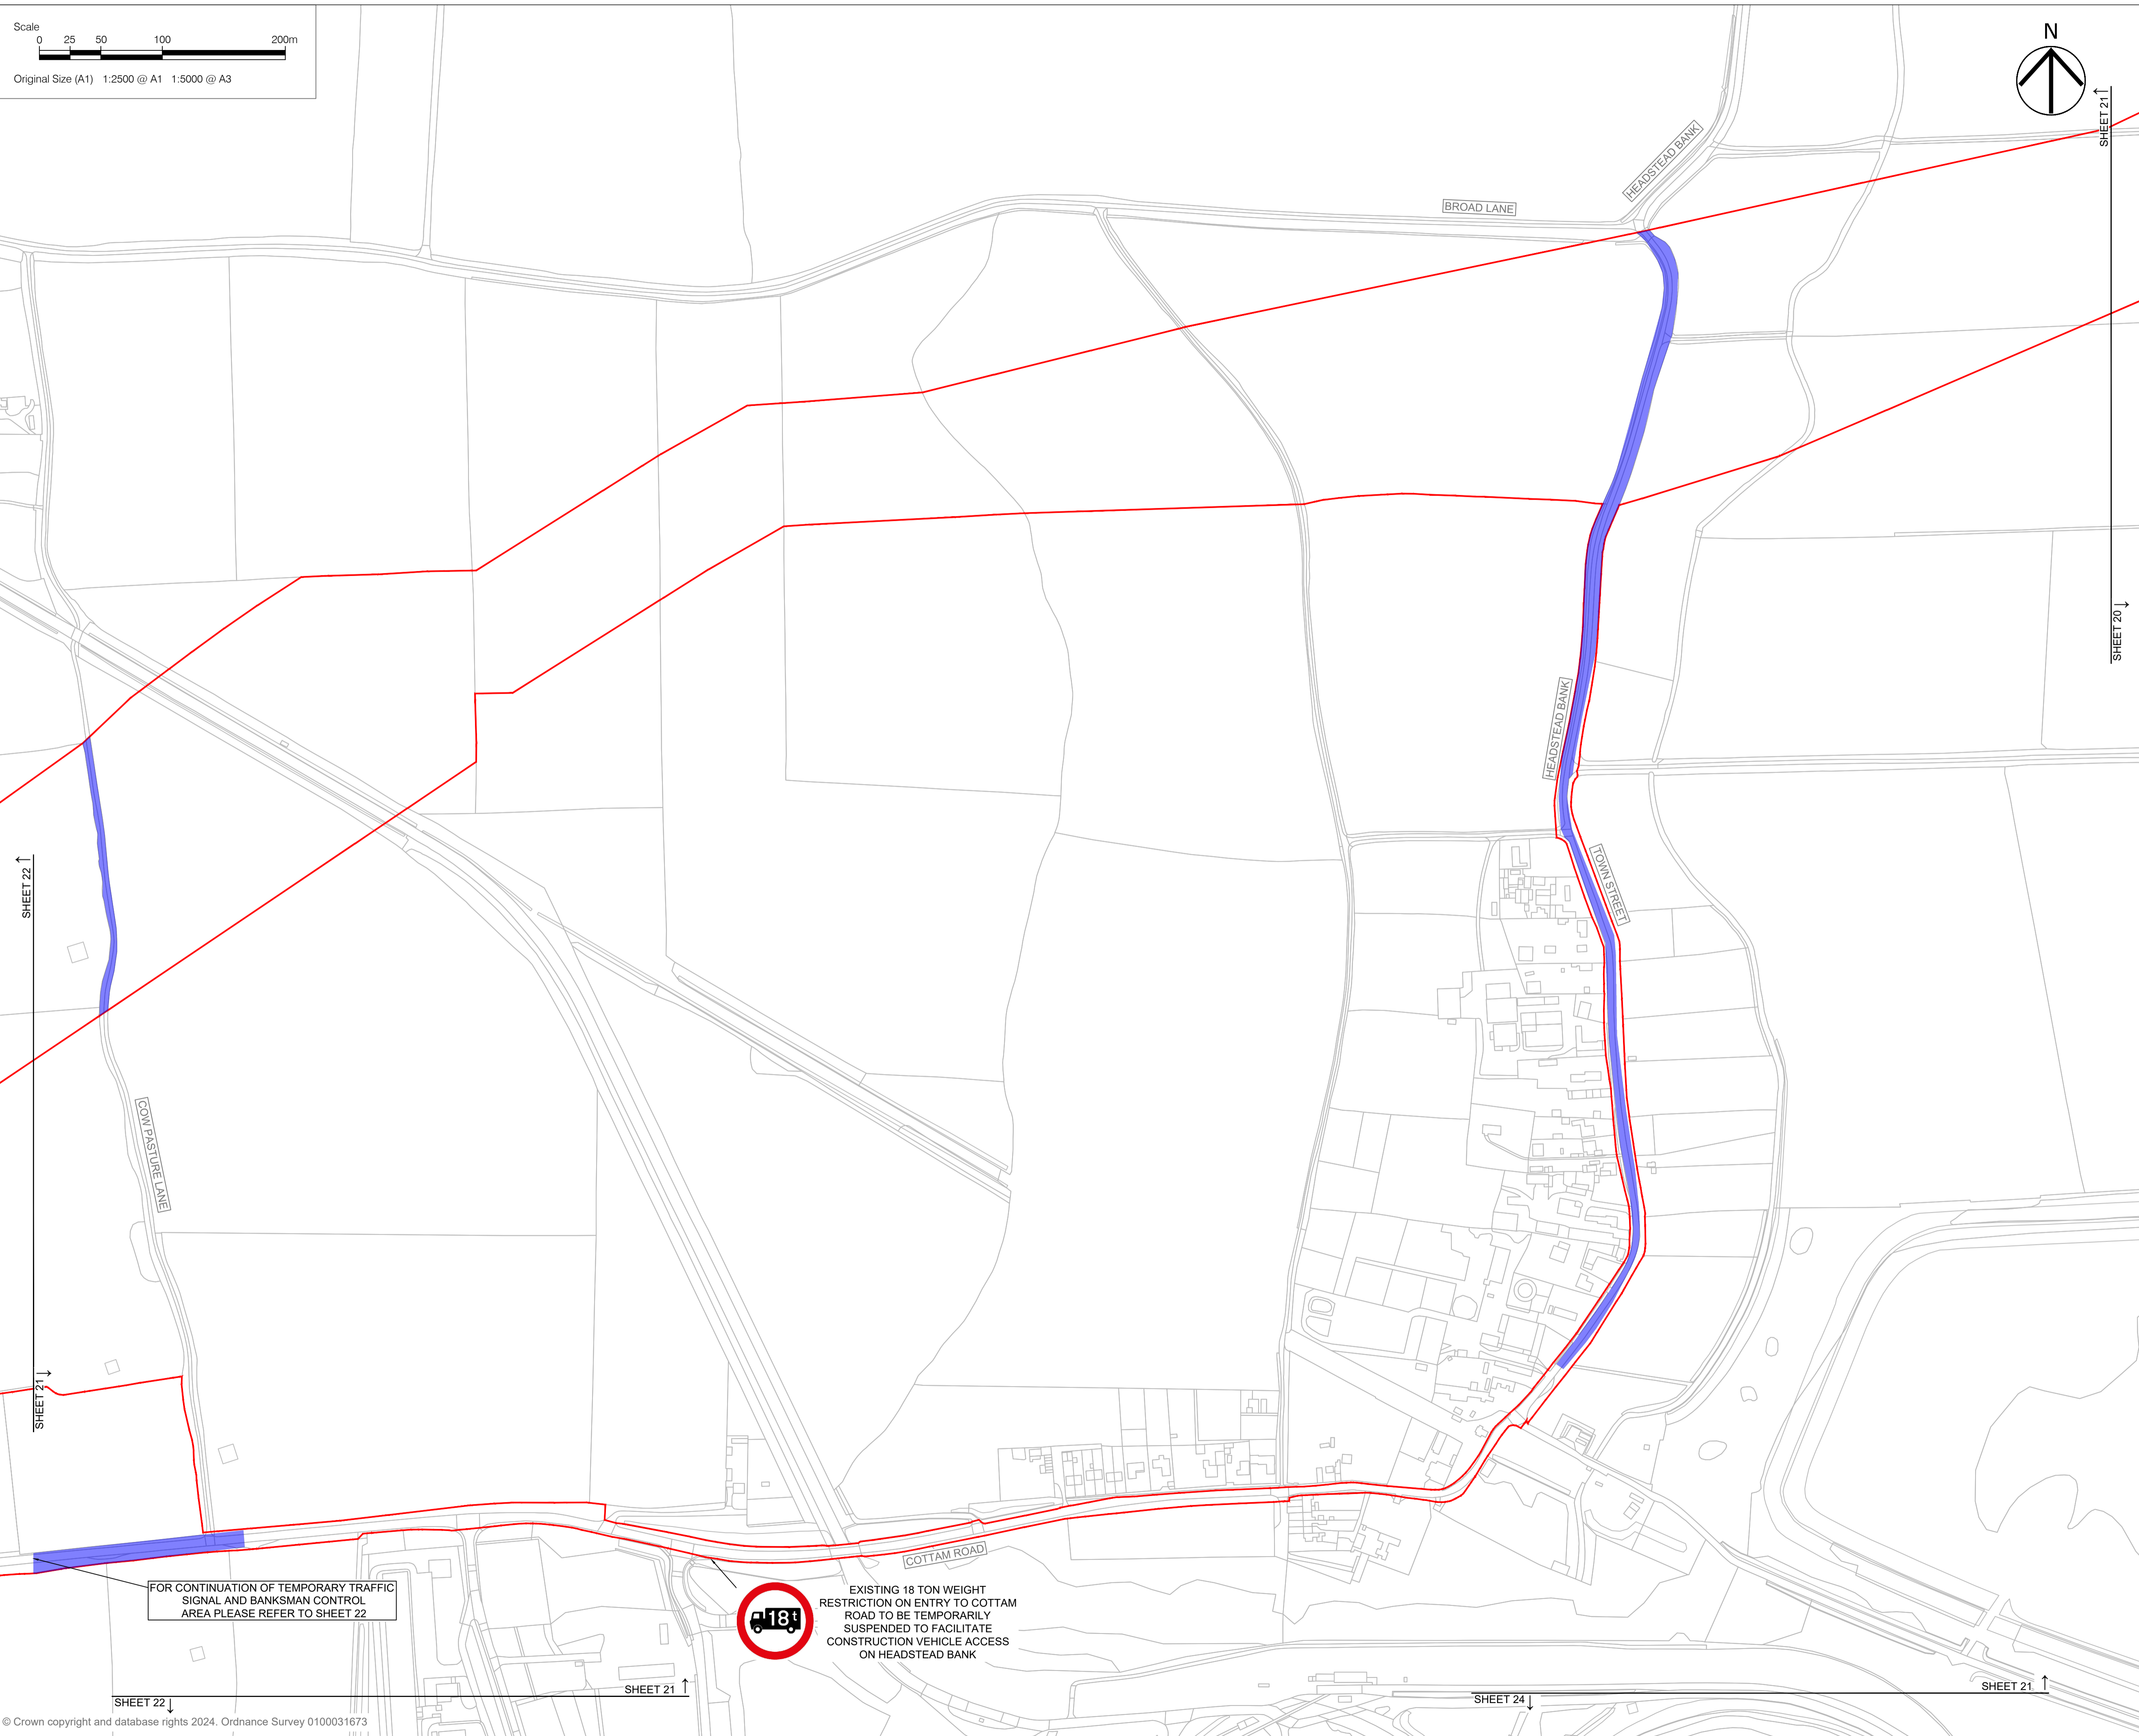 Scale
0 25 50 100 200m
Original Size (A1) 1:2500 @ A1 1:5000 @ A3
N
SHEET 21
HEADSTEAD BANK
BROAD LANE
SHEET 20
HEADSTEAD BANK
TOWN STREET
SHEET 22
COW PASTURE LANE
SHEET 21
COTTAM ROAD
FOR CONTINUATION OF TEMPORARY TRAFFIC
SIGNAL AND BANKSMAN CONTROL
AREA PLEASE REFER TO SHEET 22
18 t
EXISTING 18 TON WEIGHT
RESTRICTION ON ENTRY TO COTTAM
ROAD TO BE TEMPORARILY
SUSPENDED TO FACILITATE
CONSTRUCTION VEHICLE ACCESS
ON HEADSTEAD BANK
SHEET 21
SHEET 22
SHEET 21
SHEET 24
© Crown copyright and database rights 2024. Ordnance Survey 0100031673